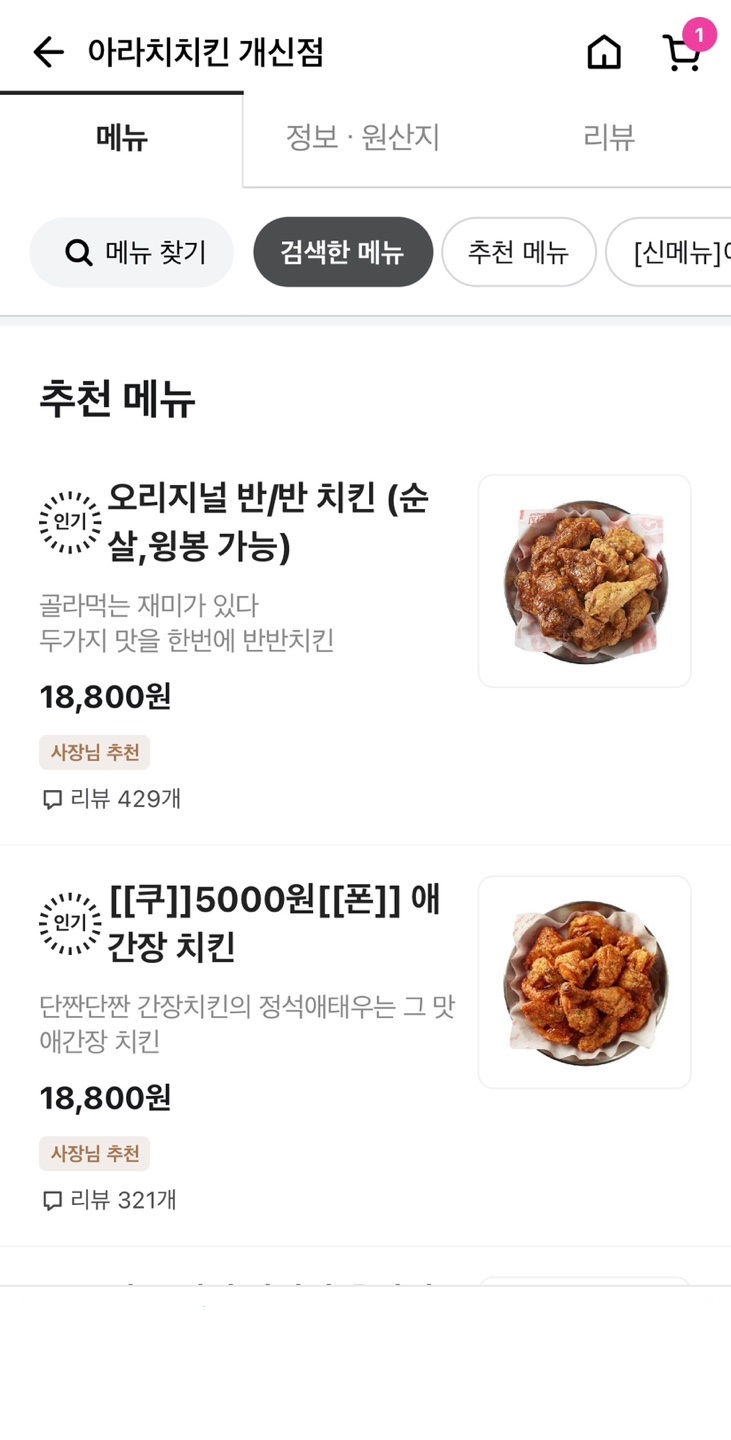 아라치치킨 개신점
1
메뉴
정보 · 원산지
리뷰
메뉴 찾기
검색한 메뉴
추천 메뉴
[신메뉴]
추천 메뉴
인기
오리지널 반/반 치킨 (순
살,윙봉 가능)
골라먹는 재미가 있다
두가지 맛을 한번에 반반치킨
18,800원
사장님 추천
리뷰 429개
인기
[[쿠]]5000원[[폰]] 애
간장 치킨
단짠단짠 간장치킨의 정석애태우는 그 맛
애간장 치킨
18,800원
사장님 추천
리뷰 321개